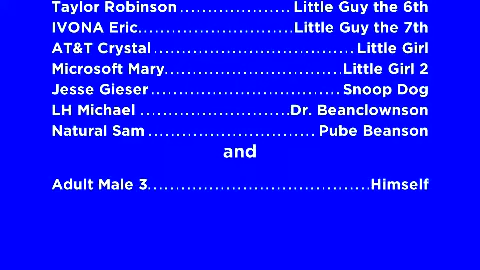 Taylor Robinson........................Little Guy the 6th
IVONA Eric................................Little Guy the 7th
AT&T Crystal........................................Little Girl
Microsoft Mary...................................Little Girl 2
Jesse Gieser......................................Snoop Dog
LH Michael..............................Dr. Beanclownson
Natural Sam..................................Pube Beanson
and
Adult Male 3............................................Himself